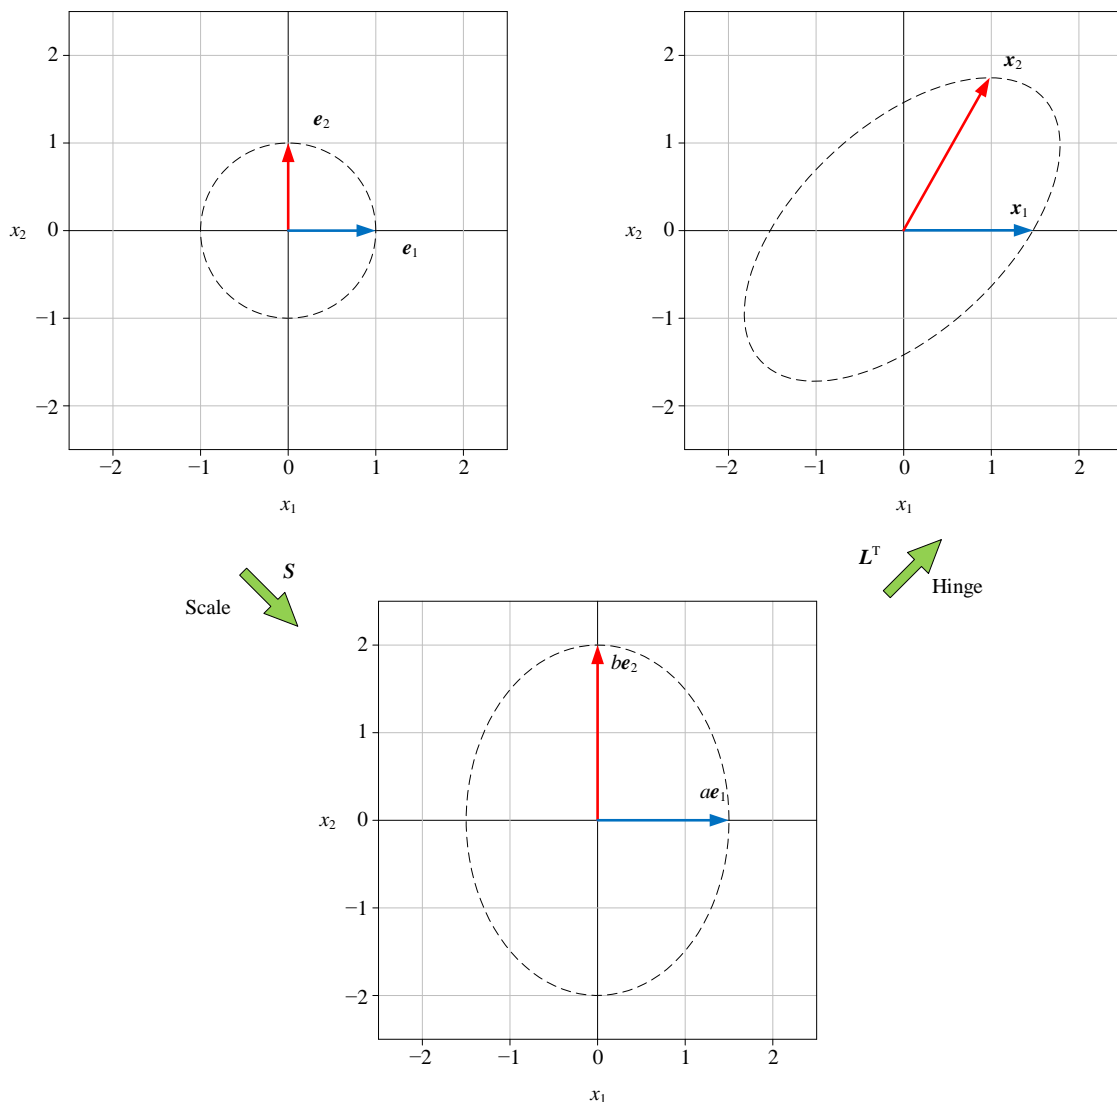 2
1
0
−1
−2
x₂
e₂
e₁
−2 −1 0 1 2
x₁
2
1
0
−1
−2
x₂
x₂
x₁
−2 −1 0 1 2
x₁
S
Scale
Lᵀ
Hinge
2
1
0
−1
−2
x₂
be₂
ae₁
−2 −1 0 1 2
x₁